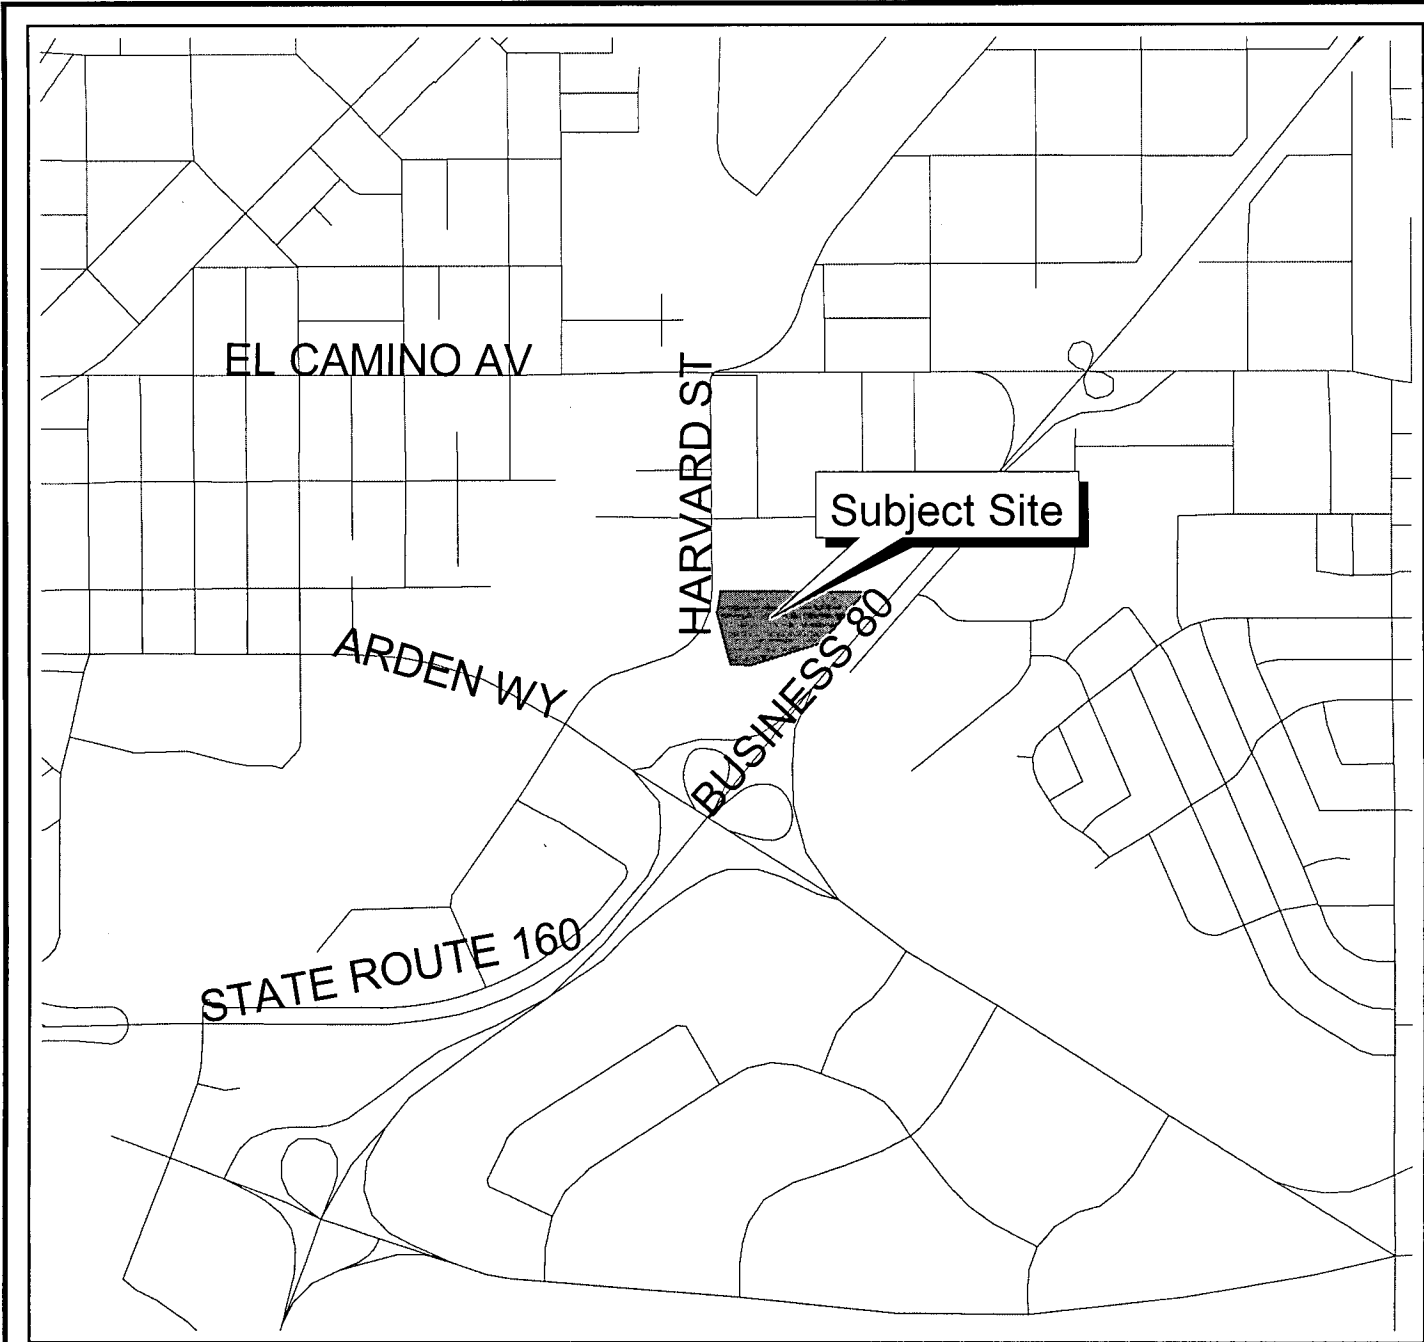 EL CAMINO AV
HARVARD ST
Subject Site
ARDEN WY
BUSINESS 80
STATE ROUTE 160